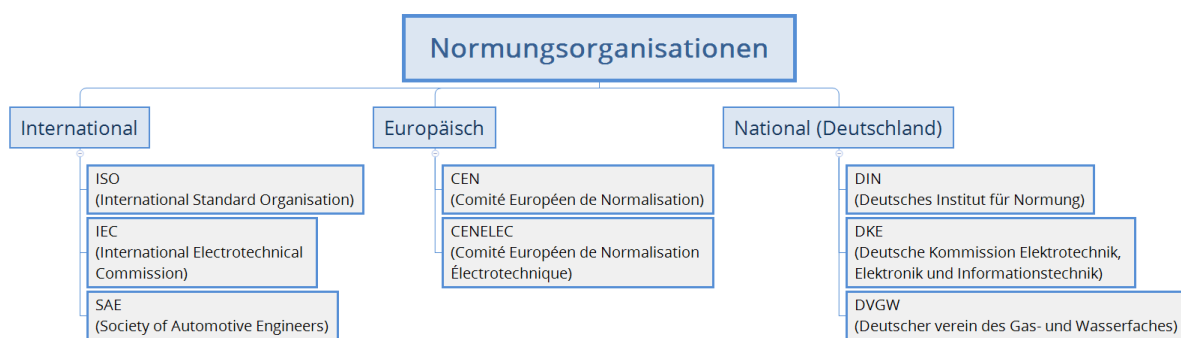 Normungsorganisationen
International
Europäisch
National (Deutschland)
ISO
(International Standard Organisation)
IEC
(International Electrotechnical
Commission)
SAE
(Society of Automotive Engineers)
CEN
(Comité Européen de Normalisation)
CENELEC
(Comité Européen de Normalisation
Électrotechnique)
DIN
(Deutsches Institut für Normung)
DKE
(Deutsche Kommission Elektrotechnik,
Elektronik und Informationstechnik)
DVGW
(Deutscher verein des Gas- und Wasserfaches)